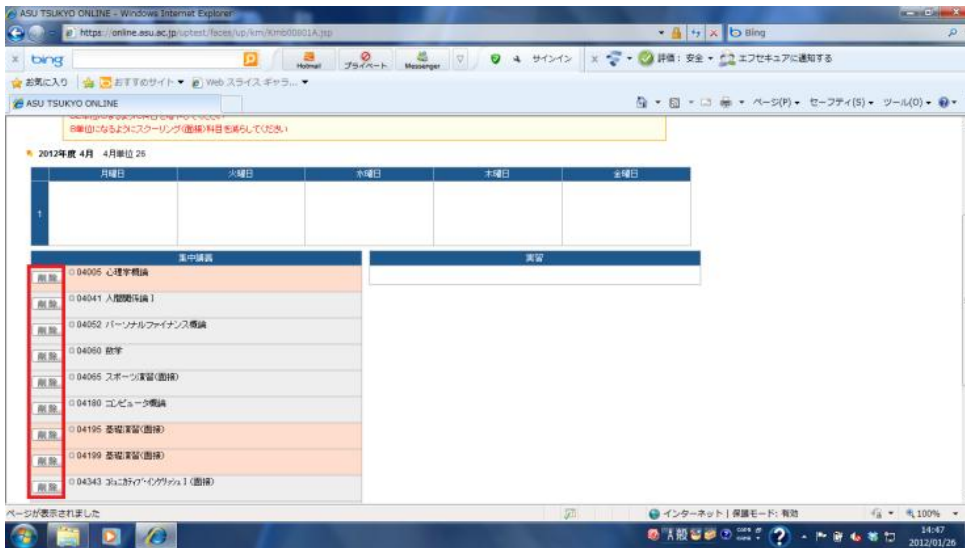 ASU TSUKYO ONLINE - Windows Internet Explorer
https://online.asu.ac.jp/uptest/faces/up/km/Kmb00801A.jsp
Bing
bing
Hotmail
プライベート
Messenger
サインイン
評価: 安全
エフセキュアに通知する
お気に入り
おすすめサイト
Web スライス ギャラ...
ASU TSUKYO ONLINE
ページ(P)
セーフティ(S)
ツール(O)
8単位になるようにスクーリング(面接)科目を減らしてください
2012年度 4月 4月単位 26
月曜日 火曜日 水曜日 木曜日 金曜日
1
集中講義 実習
削除 04005 心理学概論
削除 04041 人間関係論 I
削除 04052 パーソナルファイナンス概論
削除 04060 数学
削除 04065 スポーツ演習(面接)
削除 04180 コンピュータ概論
削除 04195 基礎演習(面接)
削除 04199 基礎演習(面接)
削除 04343 コミュニカティブ・イングリッシュ I (面接)
ページが表示されました
インターネット | 保護モード: 有効
100%
A 般
CAPS
14:47
2012/01/26